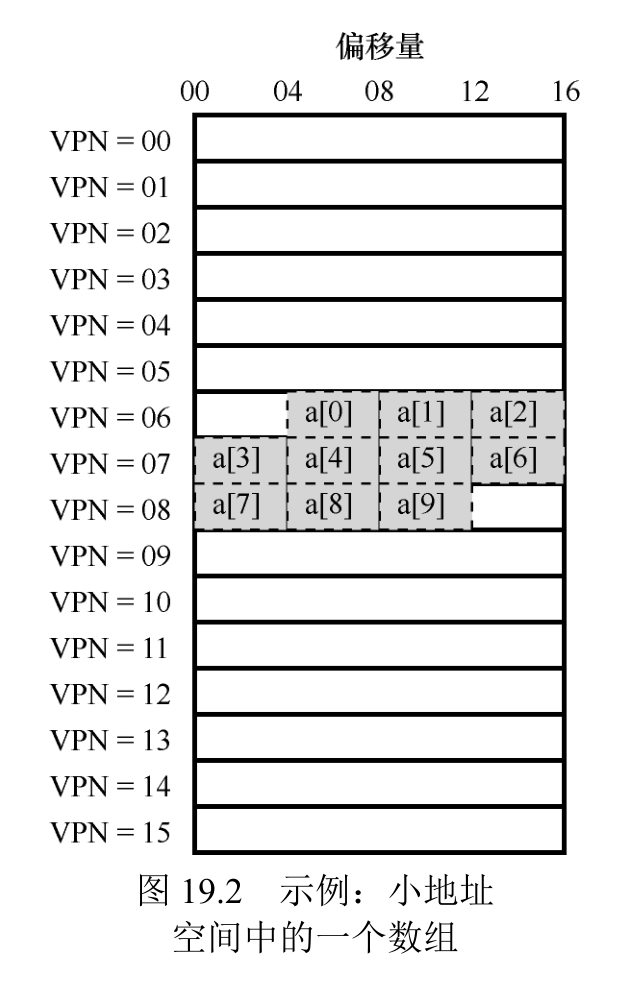 偏移量
00 04 08 12 16
VPN = 00
VPN = 01
VPN = 02
VPN = 03
VPN = 04
VPN = 05
VPN = 06 a[0] a[1] a[2]
VPN = 07 a[3] a[4] a[5] a[6]
VPN = 08 a[7] a[8] a[9]
VPN = 09
VPN = 10
VPN = 11
VPN = 12
VPN = 13
VPN = 14
VPN = 15
图 19.2 示例：小地址
空间中的一个数组